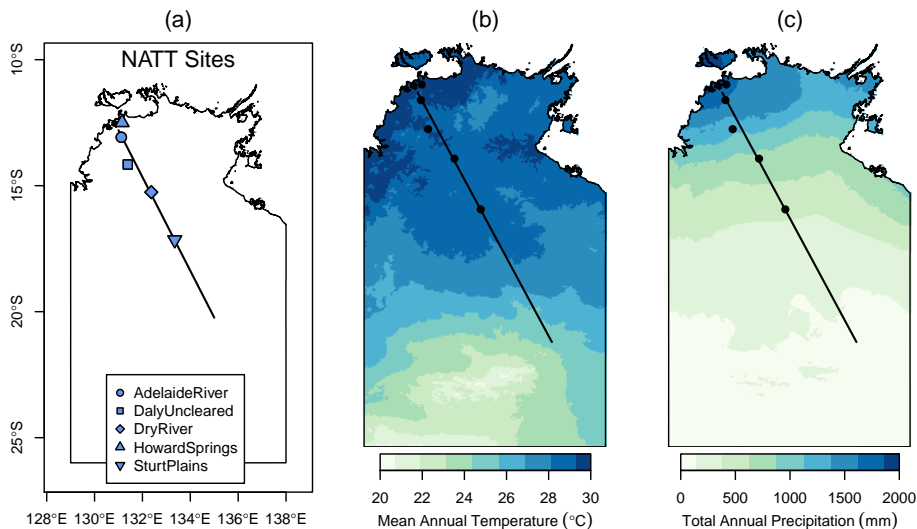 (a)
NATT Sites
10°S
15°S
20°S
25°S
AdelaideRiver
DalyUncleared
DryRiver
HowardSprings
SturtPlains
128°E 130°E 132°E 134°E 136°E 138°E
(b)
20 22 24 26 28 30
Mean Annual Temperature (°C)
(c)
0 500 1000 1500 2000
Total Annual Precipitation (mm)